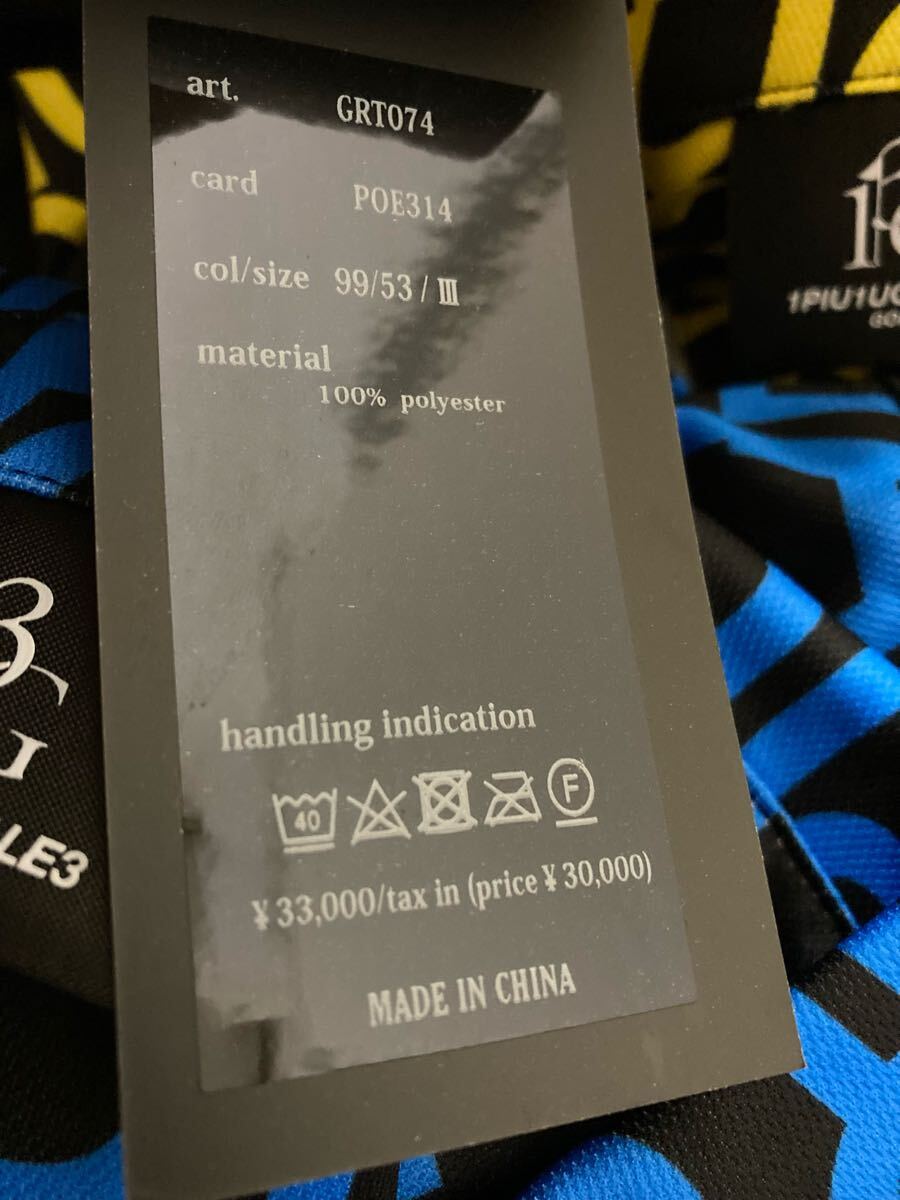 art. GRT074
card POE314
col/size 99/53/Ⅲ
material
100% polyester
handling indication
40
F
¥33,000/tax in (price ¥30,000)
MADE IN CHINA
1PIU1U
LE3